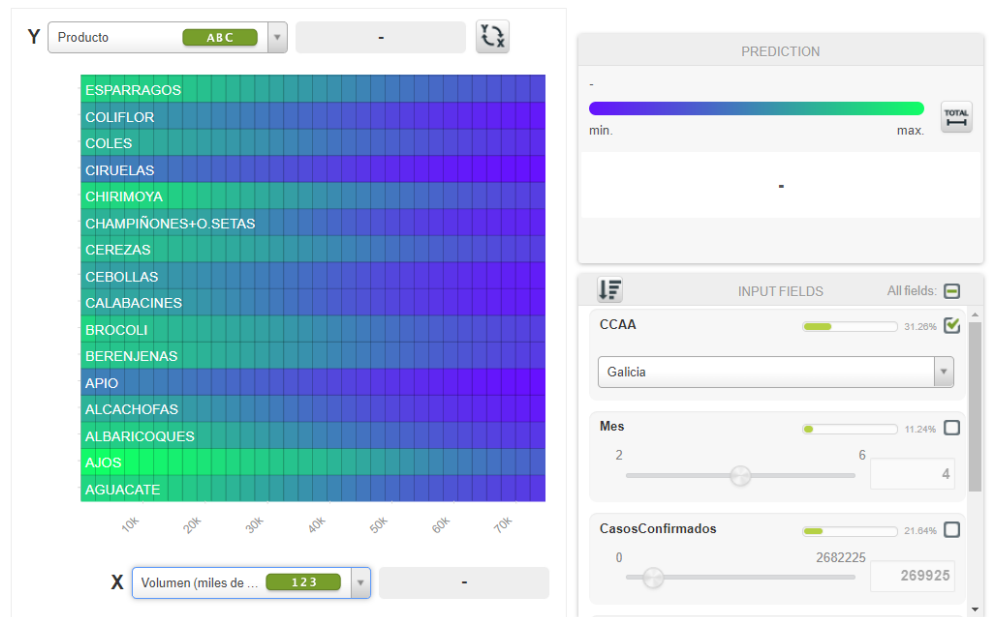 Y Producto ABC -
ESPARRAGOS
COLIFLOR
COLES
CIRUELAS
CHIRIMOYA
CHAMPIÑONES+O.SETAS
CEREZAS
CEBOLLAS
CALABACINES
BROCOLI
BERENJENAS
APIO
ALCACHOFAS
ALBARICOQUES
AJOS
AGUACATE
10k 20k 30k 40k 50k 60k 70k
X Volumen (miles de ... 123 -
PREDICTION
-
min. max.
TOTAL
-
INPUT FIELDS All fields:
CCAA 31.26%
Galicia
Mes 11.24%
2 6
4
CasosConfirmados 21.64%
0 2682225
269925